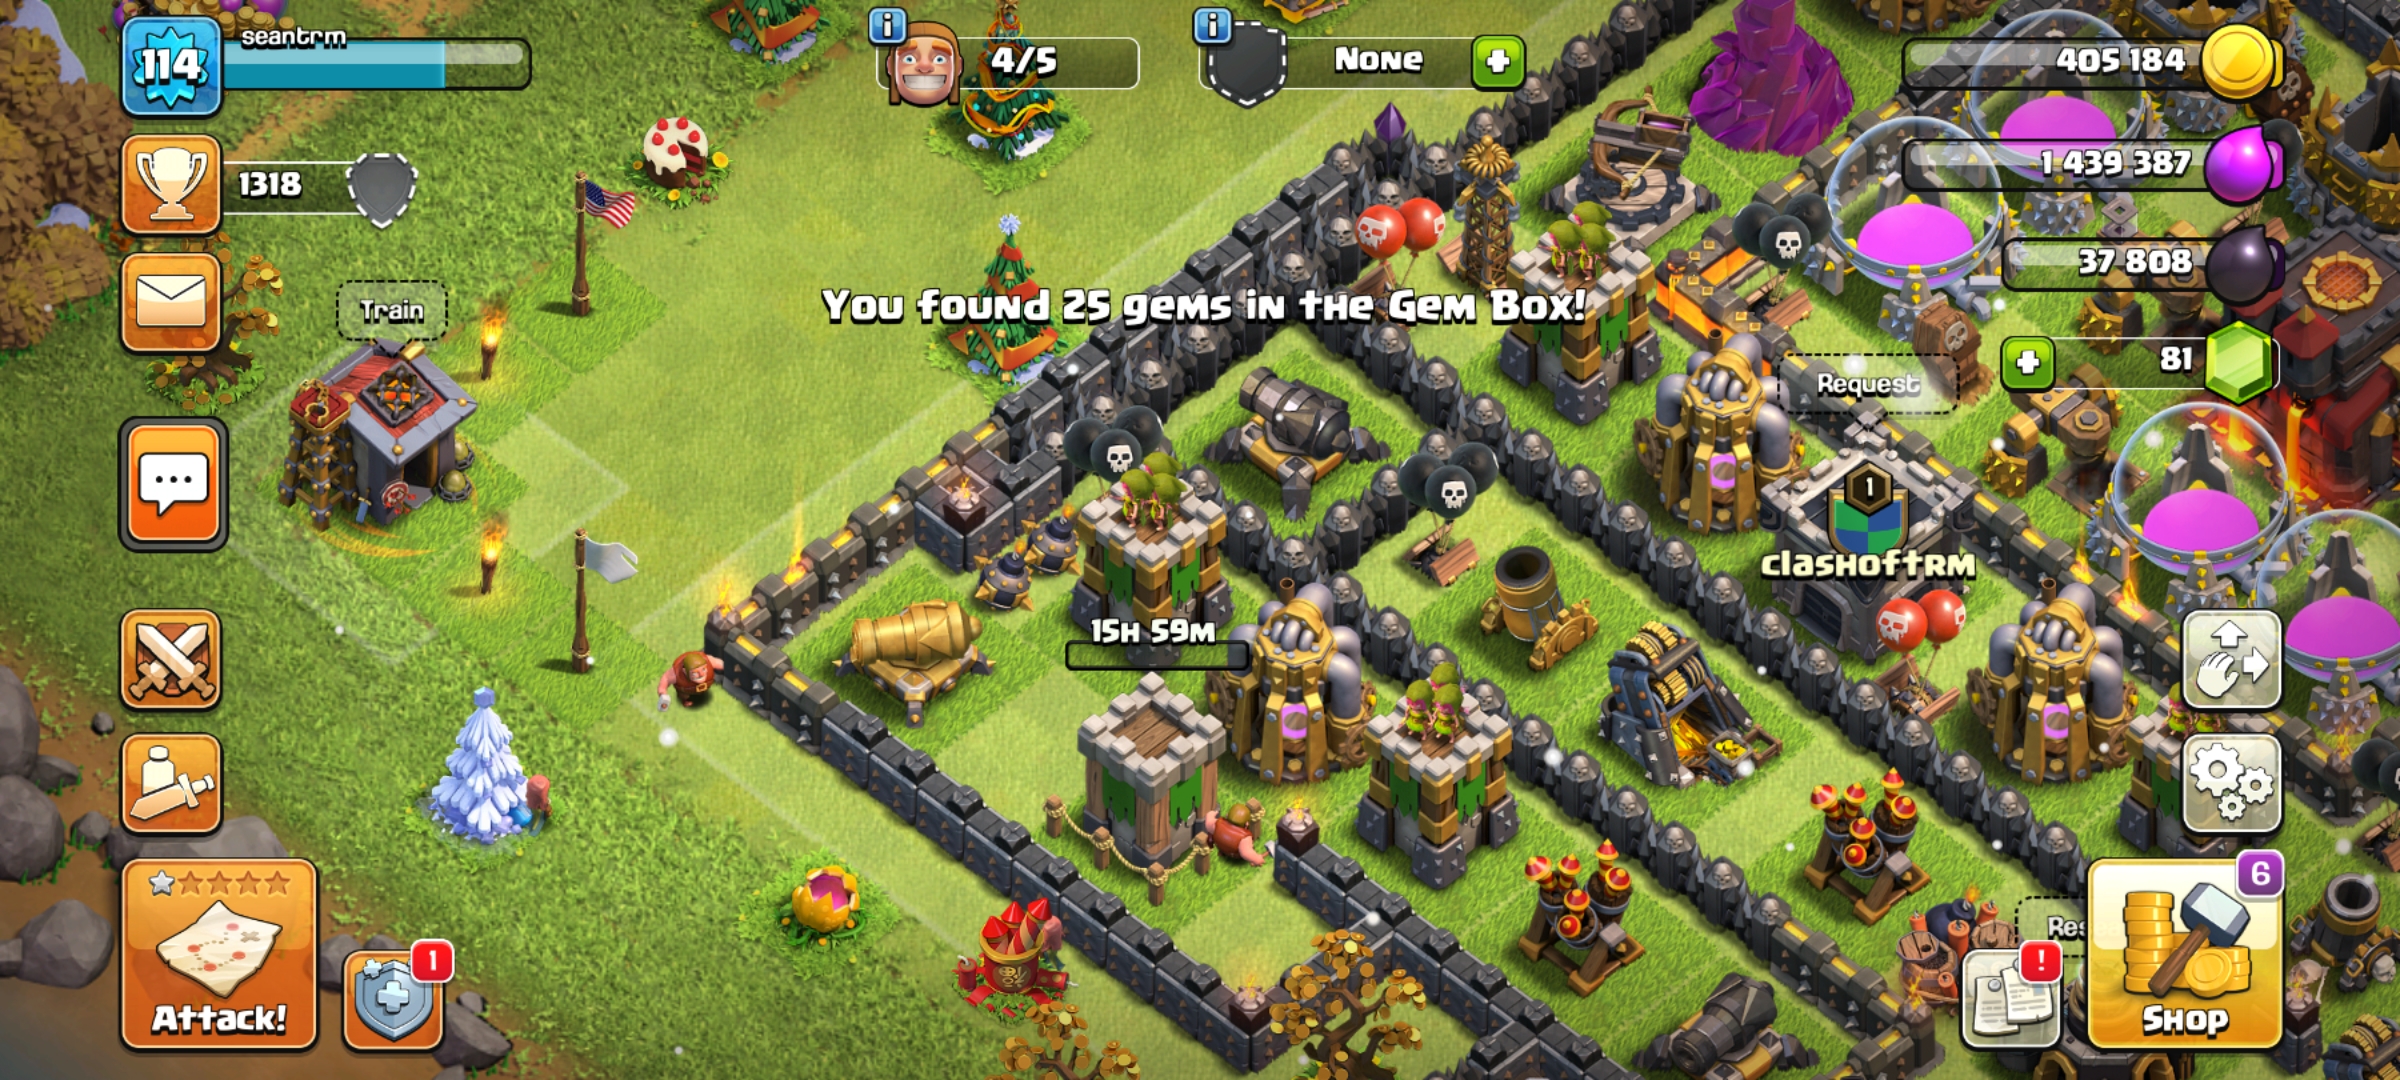 114
seantrm
4/5
None
405 184
1318
1 439 387
37 808
Train
You found 25 gems in the Gem Box!
81
Request
1
clashoftRM
15H 59M
6
Attack!
1
!
Shop